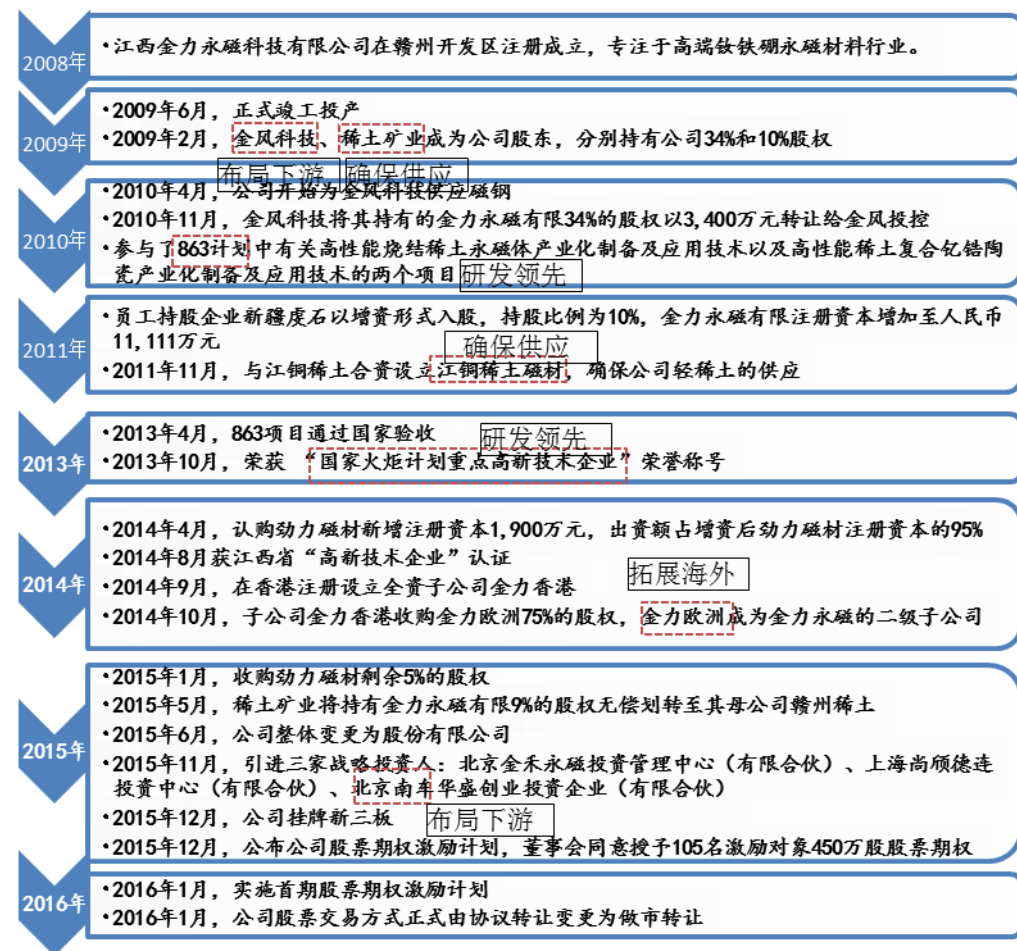 2008年
•江西金力永磁科技有限公司在赣州开发区注册成立，专注于高端钕铁硼永磁材料行业。
2009年
•2009年6月，正式竣工投产
•2009年2月，金风科技、稀土矿业成为公司股东，分别持有公司34%和10%股权
布局下游 确保供应
2010年
•2010年4月，公司开始为金风科技供应磁钢
•2010年11月，金风科技将其持有的金力永磁有限34%的股权以3,400万元转让给金风投控
•参与了863计划中有关高性能烧结稀土永磁体产业化制备及应用技术以及高性能稀土复合钇锆陶
瓷产业化制备及应用技术的两个项目
研发领先
2011年
•员工持股企业新疆虔石以增资形式入股，持股比例为10%，金力永磁有限注册资本增加至人民币
11,111万元
确保供应
•2011年11月，与江铜稀土合资设立江铜稀土磁材，确保公司轻稀土的供应
2013年
•2013年4月，863项目通过国家验收
研发领先
•2013年10月，荣获 “国家火炬计划重点高新技术企业”荣誉称号
2014年
•2014年4月，认购劲力磁材新增注册资本1,900万元，出资额占增资后劲力磁材注册资本的95%
•2014年8月获江西省“高新技术企业”认证
拓展海外
•2014年9月，在香港注册设立全资子公司金力香港
•2014年10月，子公司金力香港收购金力欧洲75%的股权，金力欧洲成为金力永磁的二级子公司
2015年
•2015年1月，收购劲力磁材剩余5%的股权
•2015年5月，稀土矿业将持有金力永磁有限9%的股权无偿划转至其母公司赣州稀土
•2015年6月，公司整体变更为股份有限公司
•2015年11月，引进三家战略投资人：北京金禾永磁投资管理中心（有限合伙）、上海尚颀德连
投资中心（有限合伙）、北京南车华盛创业投资企业（有限合伙）
•2015年12月，公司挂牌新三板
布局下游
•2015年12月，公布公司股票期权激励计划，董事会同意授予105名激励对象450万股股票期权
2016年
•2016年1月，实施首期股票期权激励计划
•2016年1月，公司股票交易方式正式由协议转让变更为做市转让